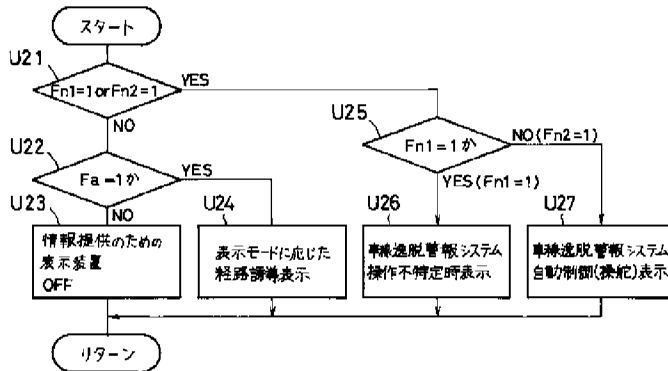 スタート
U21
Fn1=1orFn2=1
YES
NO
U25
Fn1=1か
NO(Fn2=1)
YES(Fn1=1)
U22
Fa=1か
YES
NO
U23
情報提供のための
表示装置
OFF
U24
表示モードに応じた
経路誘導表示
U26
車線逸脱警報システム
操作不特定時表示
U27
車線逸脱警報システム
自動制御(操舵)表示
リターン